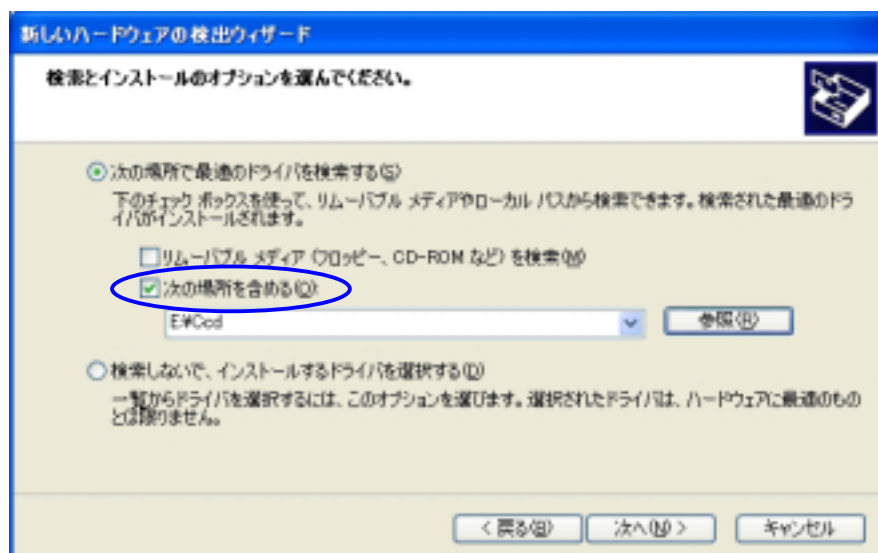 新しいハードウェアの検出ウィザード
検索とインストールのオプションを選んでください。
次の場所で最適のドライバを検索する(S)
下のチェック ボックスを使って、リムーバブル メディアやローカル パスから検索できます。検索された最適のドラ
イバがインストールされます。
リムーバブル メディア (フロッピー、CD-ROM など) を検索(M)
次の場所を含める(O)
E:¥Ccd
参照(R)
検索しないで、インストールするドライバを選択する(D)
一覧からドライバを選択するには、このオプションを選びます。選択されたドライバは、ハードウェアに最適のもの
とは限りません。
< 戻る(B)
次へ(N) >
キャンセル